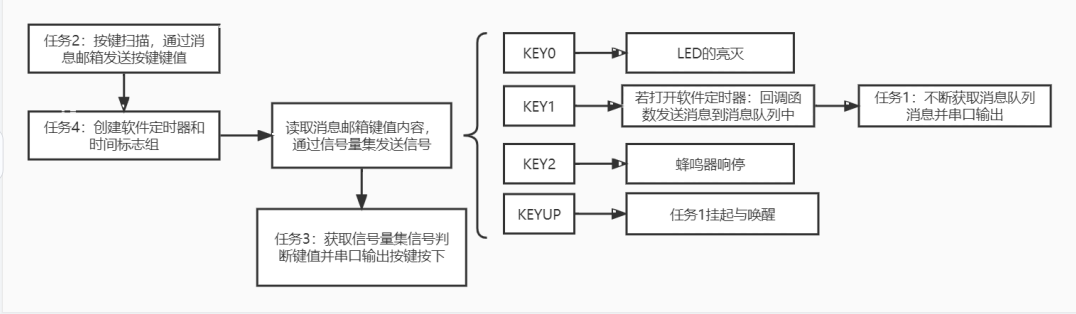 任务2：按键扫描，通过消
息邮箱发送按键键值
任务4：创建软件定时器和
时间标志组
读取消息邮箱键值内容，
通过信号量集发送信号
任务3：获取信号量集信号判
断键值并串口输出按键按下
KEY0
LED的亮灭
KEY1
若打开软件定时器：回调函
数发送消息到消息队列中
任务1：不断获取消息队列
消息并串口输出
KEY2
蜂鸣器响停
KEYUP
任务1挂起与唤醒